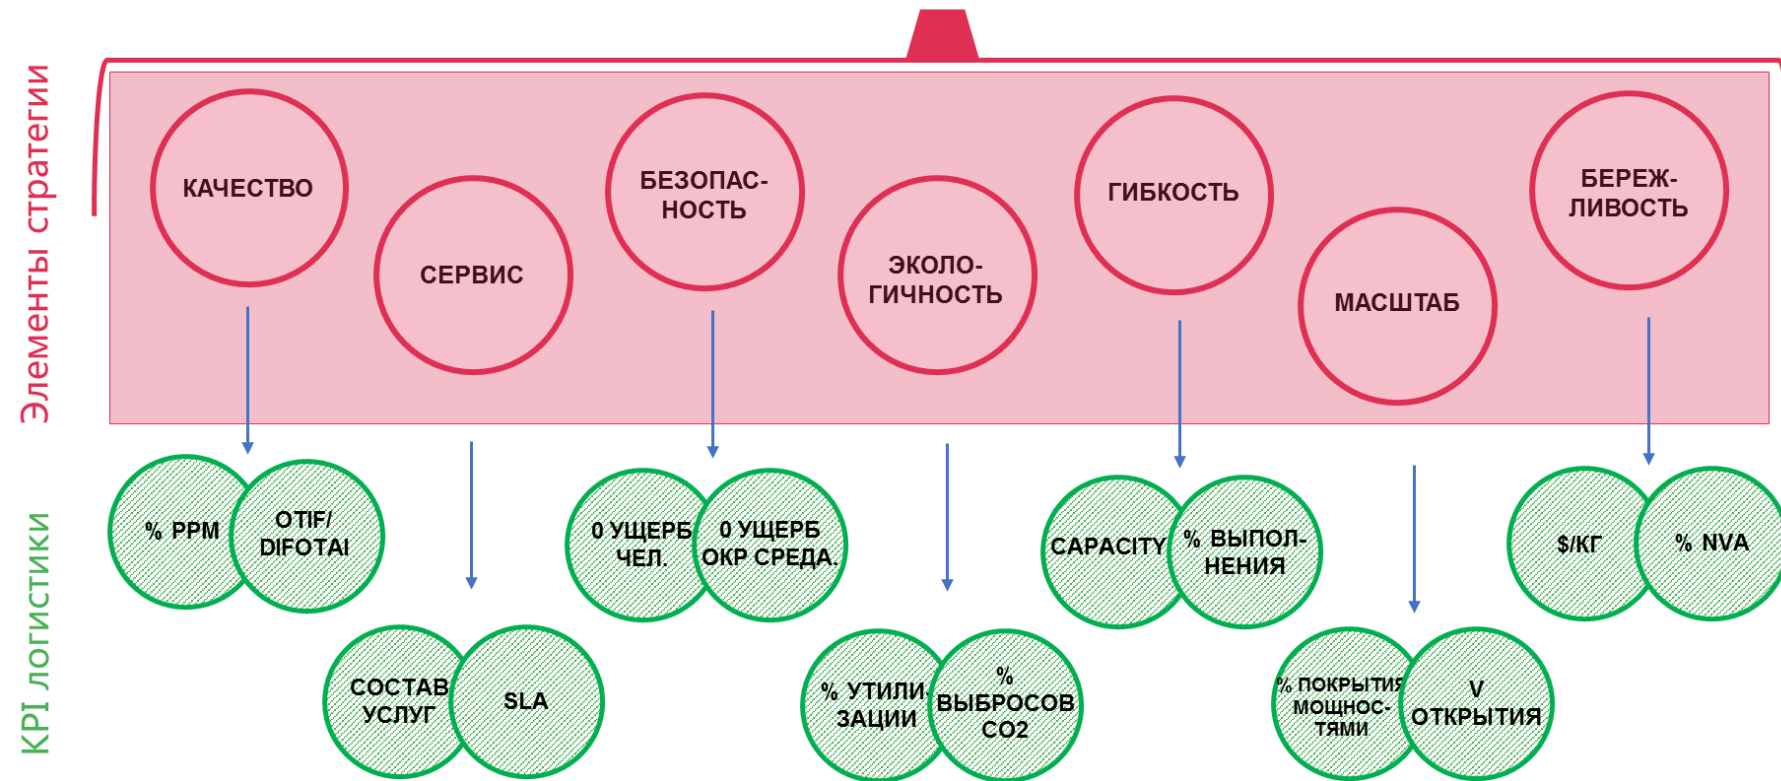 Элементы стратегии
КАЧЕСТВО
СЕРВИС
БЕЗОПАС-
НОСТЬ
ЭКОЛО-
ГИЧНОСТЬ
ГИБКОСТЬ
МАСШТАБ
БЕРЕЖ-
ЛИВОСТЬ
KPI логистики
% PPM
OTIF/
DIFOTAI
СОСТАВ
УСЛУГ
SLA
0 УЩЕРБ
ЧЕЛ.
0 УЩЕРБ
ОКР СРЕДА.
% УТИЛИ-
ЗАЦИИ
%
ВЫБРОСОВ
CO2
CAPACITY
% ВЫПОЛ-
НЕНИЯ
% ПОКРЫТИЯ
МОЩНОС-
ТЯМИ
V
ОТКРЫТИЯ
$/КГ
% NVA